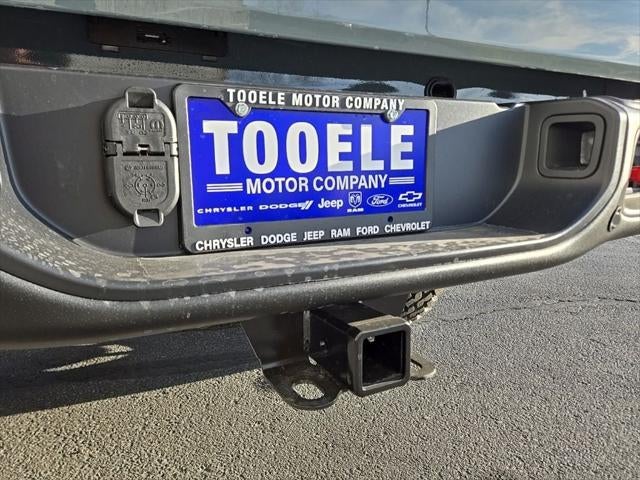 TOOELE MOTOR COMPANY
TOOELE
MOTOR COMPANY
CHRYSLER DODGE Jeep RAM Ford CHEVROLET
CHRYSLER DODGE JEEP RAM FORD CHEVROLET